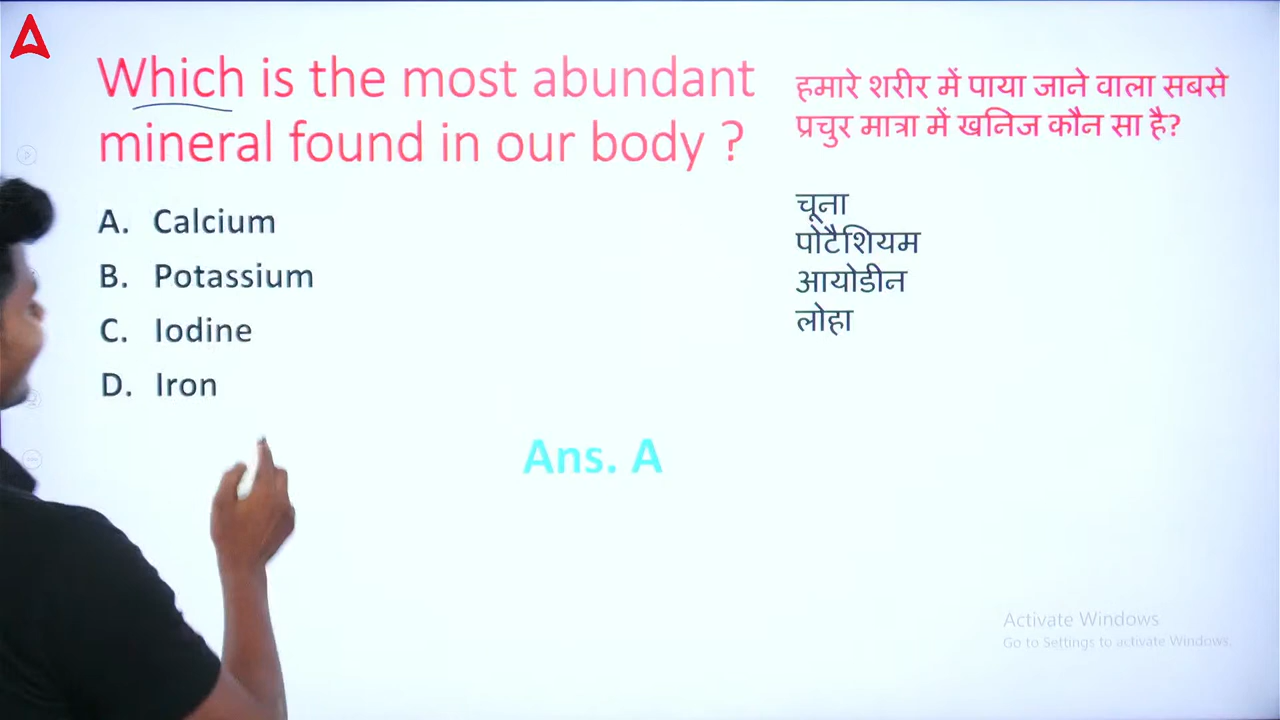 Which is the most abundant
mineral found in our body ?
A. Calcium
B. Potassium
C. Iodine
D. Iron
हमारे शरीर में पाया जाने वाला सबसे
प्रचुर मात्रा में खनिज कौन सा है?
चूना
पोटैशियम
आयोडीन
लोहा
Ans. A
Activate Windows
Go to Settings to activate Windows.